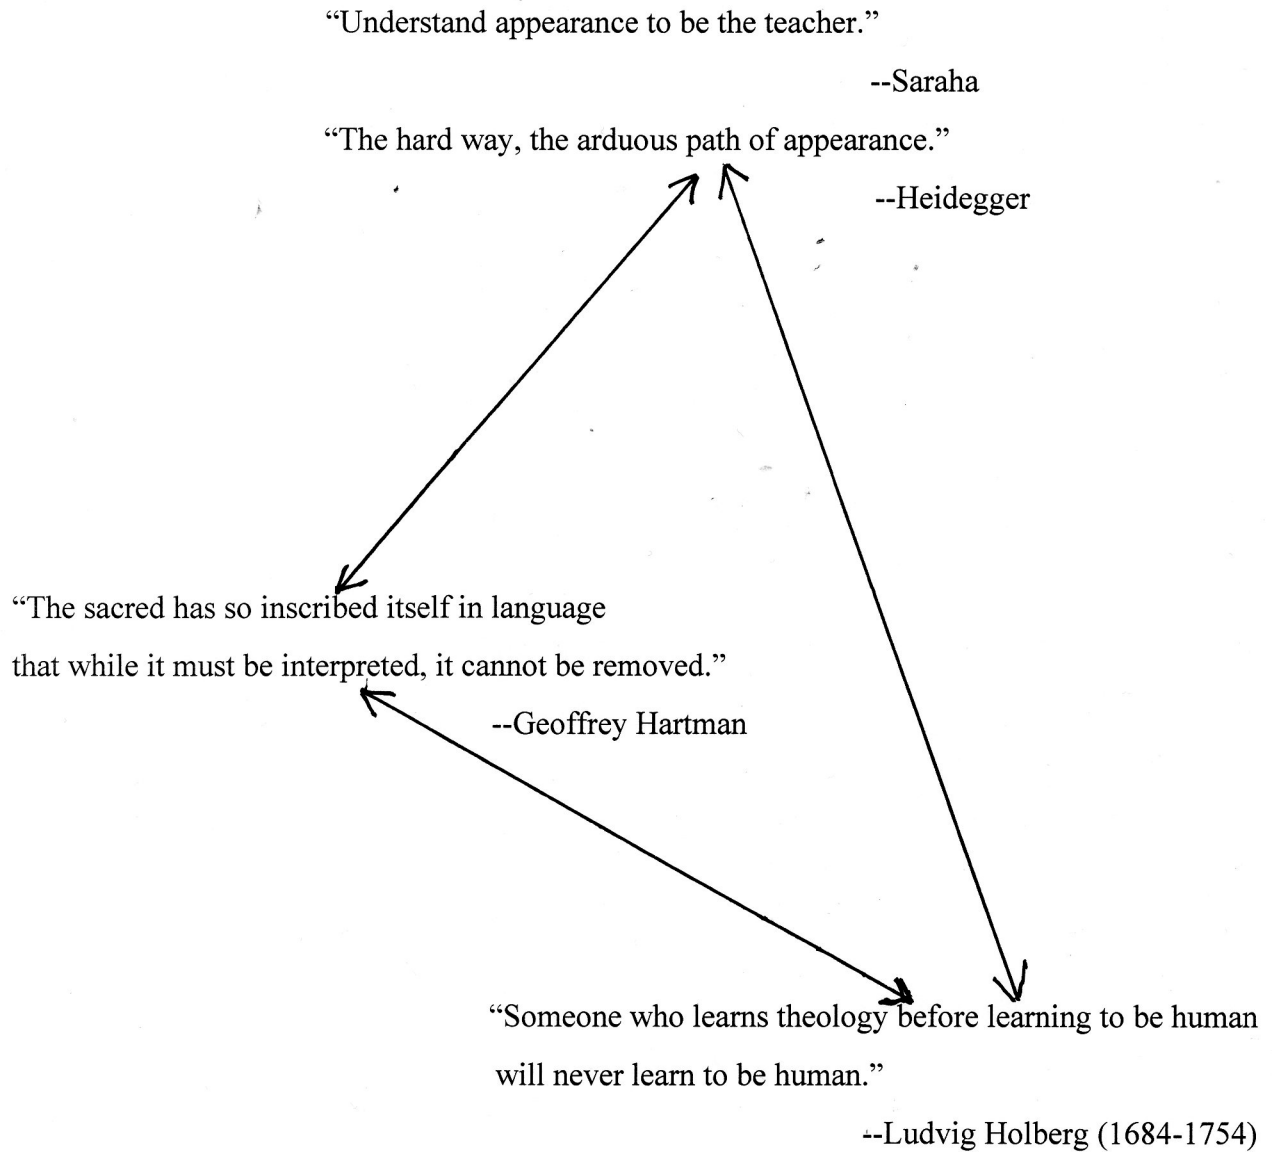 “Understand appearance to be the teacher.”
--Saraha
“The hard way, the arduous path of appearance.”
--Heidegger
“The sacred has so inscribed itself in language
that while it must be interpreted, it cannot be removed.”
--Geoffrey Hartman
“Someone who learns theology before learning to be human
will never learn to be human.”
--Ludvig Holberg (1684-1754)